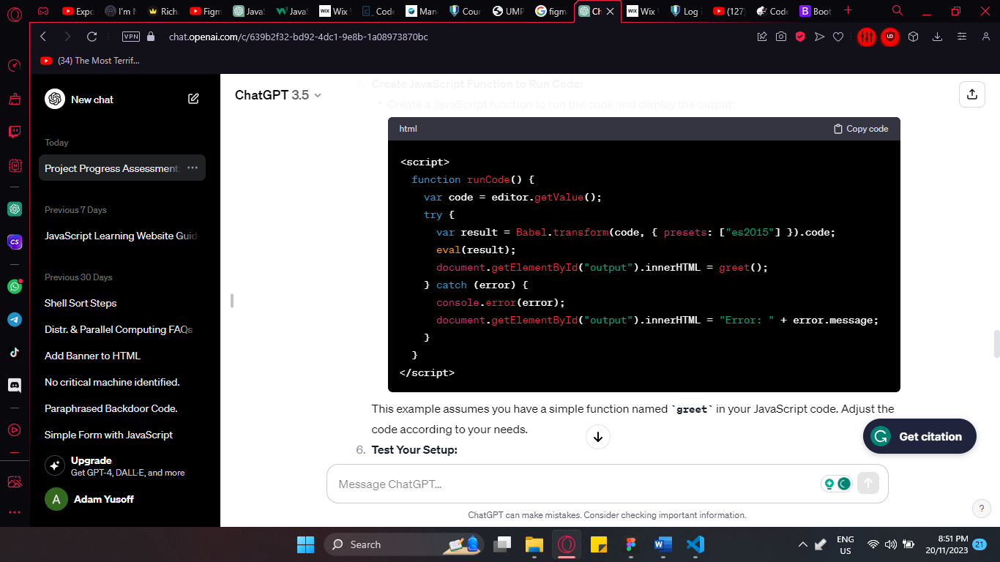 Expo
I'm N
Rich
Figm
Java
Java
Wix
Code
Man
Cour
UMP
figm
Ch
Wix
Log i
(127)
Code
Boot
VPN
chat.openai.com/c/639b2f32-bd92-4dc1-9e8b-1a08973870bc
(34) The Most Terrif...
New chat
Today
Project Progress Assessment:
Previous 7 Days
JavaScript Learning Website Guid
Previous 30 Days
Shell Sort Steps
Distr. & Parallel Computing FAQs
Add Banner to HTML
No critical machine identified.
Paraphrased Backdoor Code.
Simple Form with JavaScript
Upgrade
Get GPT-4, DALL·E, and more
A
Adam Yusoff
ChatGPT 3.5
5. Create JavaScript Function to Run Code:
• Create a JavaScript function to run the code and display the output:
html
Copy code
<script>
function runCode() {
var code = editor.getValue();
try {
var result = Babel.transform(code, { presets: ["es2015"] }).code;
eval(result);
document.getElementById("output").innerHTML = greet();
} catch (error) {
console.error(error);
document.getElementById("output").innerHTML = "Error: " + error.message;
}
}
</script>
This example assumes you have a simple function named `greet` in your JavaScript code. Adjust the
code according to your needs.
6. Test Your Setup:
Get citation
Message ChatGPT...
ChatGPT can make mistakes. Consider checking important information.
?
Search
ENG
US
8:51 PM
20/11/2023
21